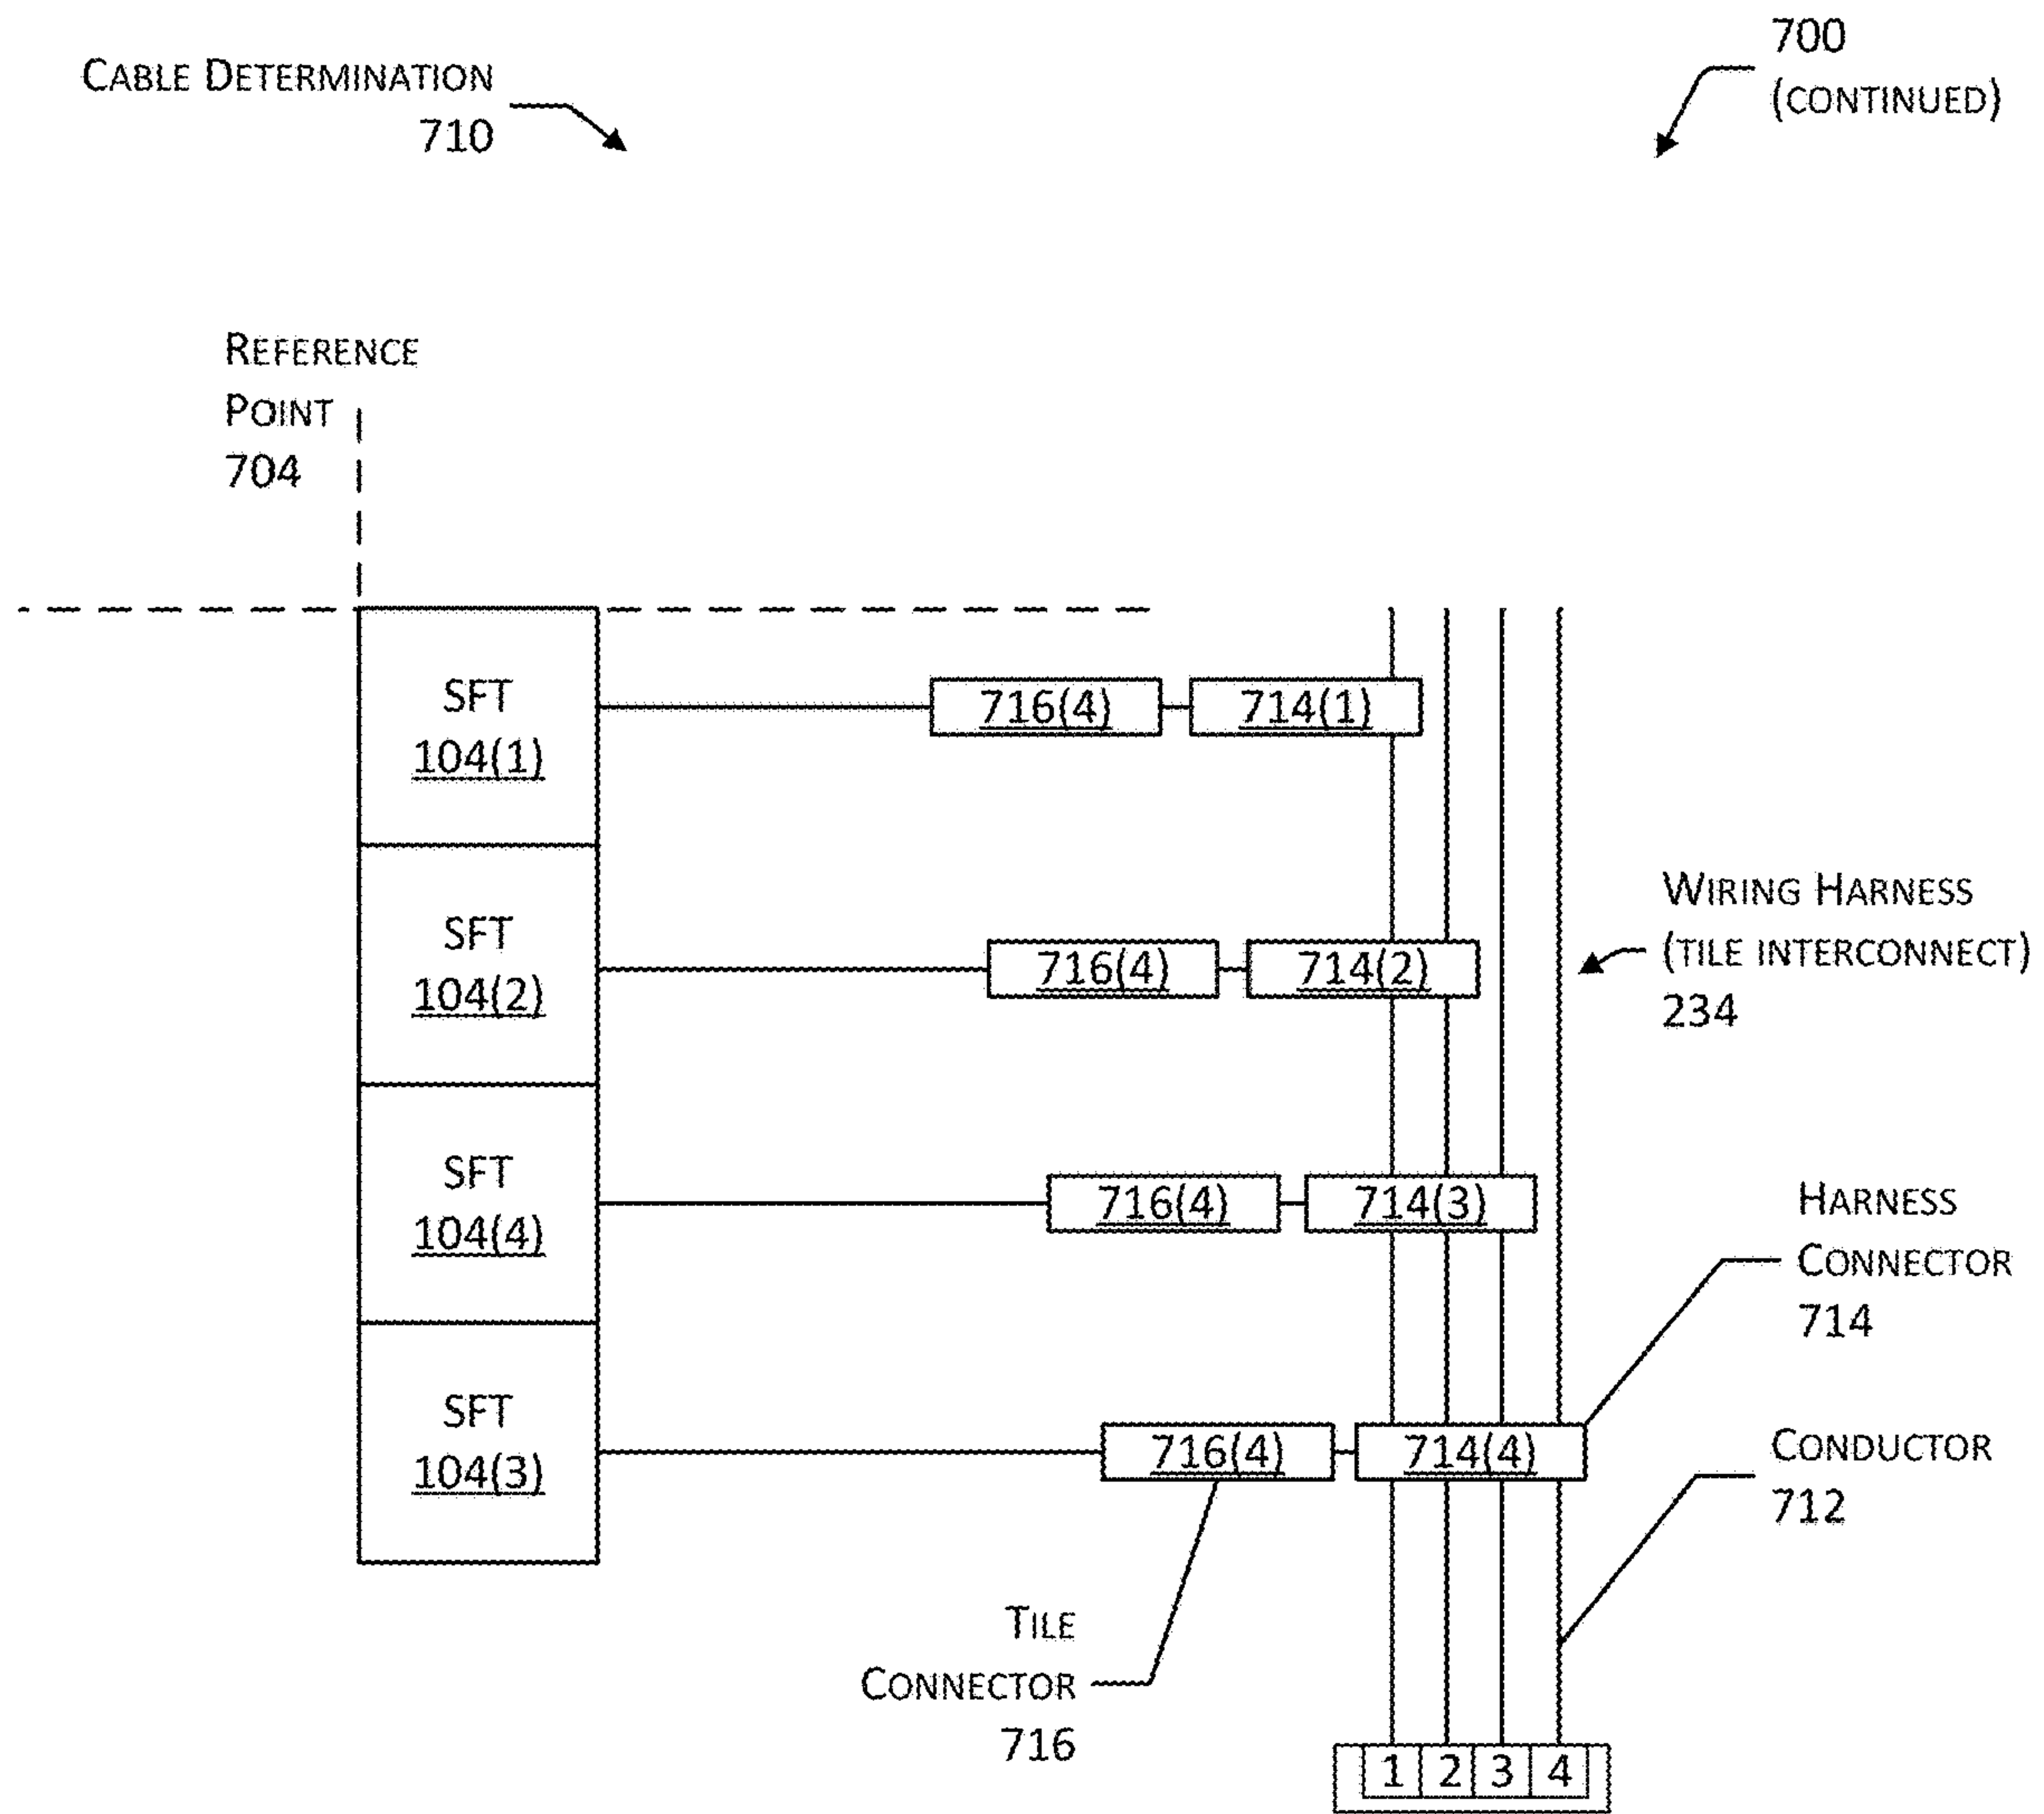 CABLE DETERMINATION
710
700
(CONTINUED)
REFERENCE
POINT
704
SFT
104(1)
716(4)
714(1)
SFT
104(2)
716(4)
714(2)
WIRING HARNESS
(TILE INTERCONNECT)
234
SFT
104(4)
716(4)
714(3)
HARNESS
CONNECTOR
714
SFT
104(3)
716(4)
714(4)
CONDUCTOR
712
TILE
CONNECTOR
716
1 2 3 4